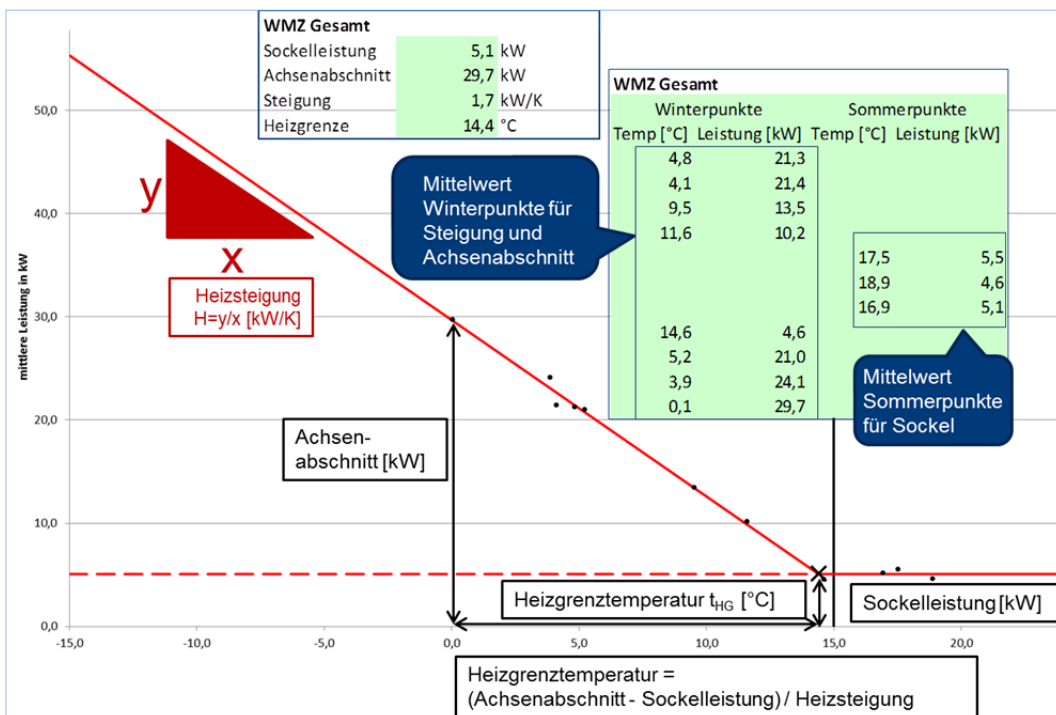 WMZ Gesamt
Sockelleistung 5,1 kW
Achsenabschnitt 29,7 kW
Steigung 1,7 kW/K
Heizgrenze 14,4 °C
WMZ Gesamt
Winterpunkte Sommerpunkte
Temp [°C] Leistung [kW] Temp [°C] Leistung [kW]
4,8 21,3
4,1 21,4
9,5 13,5
11,6 10,2
17,5 5,5
18,9 4,6
16,9 5,1
14,6 4,6
5,2 21,0
3,9 24,1
0,1 29,7
Mittelwert
Winterpunkte für
Steigung und
Achsenabschnitt
Mittelwert
Sommerpunkte
für Sockel
y
x
Heizsteigung
H=y/x [kW/K]
mittlere Leistung in kW
50,0
40,0
30,0
20,0
10,0
0,0
Achsen-
abschnitt [kW]
Heizgrenztemperatur tHG [°C]
Sockelleistung [kW]
-15,0 -10,0 -5,0 0,0 5,0 10,0 15,0 20,0
Heizgrenztemperatur =
(Achsenabschnitt - Sockelleistung) / Heizsteigung